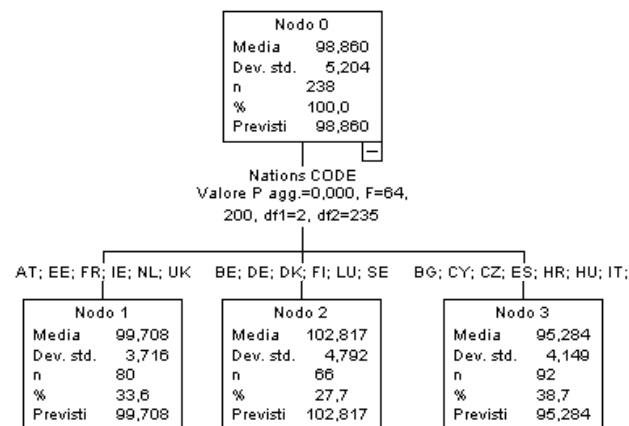 Nodo 0
Media 98,860
Dev. std. 5,204
n 238
% 100,0
Previsti 98,860
Nations CODE
Valore P agg.=0,000, F=64,
200, df1=2, df2=235
AT; EE; FR; IE; NL; UK
BE; DE; DK; FI; LU; SE
BG; CY; CZ; ES; HR; HU; IT;
Nodo 1
Media 99,708
Dev. std. 3,716
n 80
% 33,6
Previsti 99,708
Nodo 2
Media 102,817
Dev. std. 4,792
n 66
% 27,7
Previsti 102,817
Nodo 3
Media 95,284
Dev. std. 4,149
n 92
% 38,7
Previsti 95,284